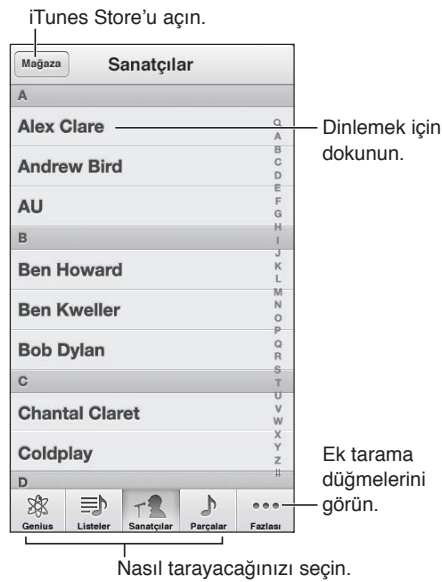 iTunes Store'u açın.
Mağaza
Sanatçılar
A
Alex Clare
Dinlemek için
dokunun.
Andrew Bird
AU
B
Ben Howard
Ben Kweller
Bob Dylan
C
Chantal Claret
Coldplay
D
A
B
C
D
E
F
G
H
I
J
K
L
M
N
O
P
Q
R
S
T
U
V
W
X
Y
Z
#
Ek tarama
düğmelerini
görün.
Genius
Listeler
Sanatçılar
Parçalar
Fazlası
Nasıl tarayacağınızı seçin.